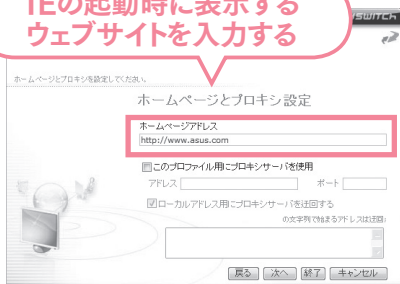 IEの起動時に表示する
ウェブサイトを入力する
SWITCH
ホームページとプロキシを設定してください。
ホームページとプロキシ設定
ホームページアドレス
http://www.asus.com
このプロファイル用にプロキシサーバを使用
アドレス ポート
ローカルアドレス用にプロキシサーバを迂回する
の文字列で始まるアドレスは迂回:
戻る 次へ 終了 キャンセル